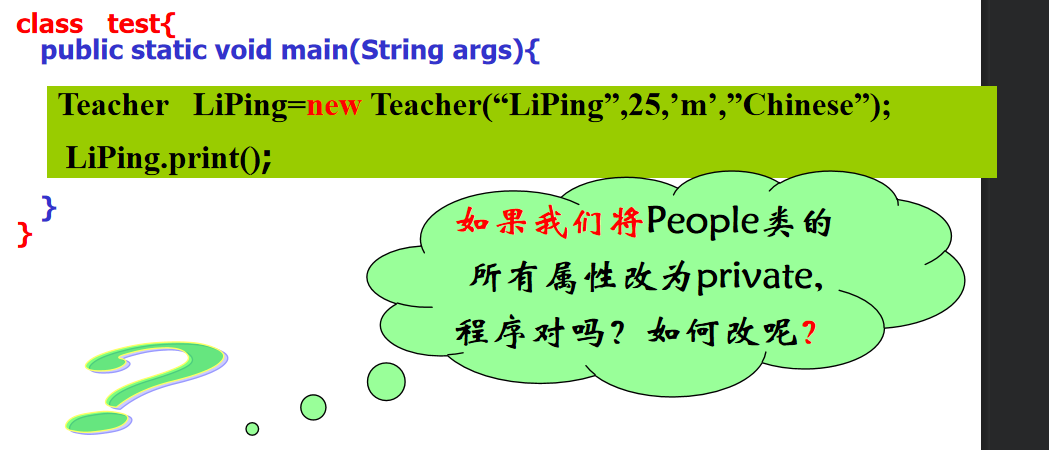 class test{
public static void main(String args){
Teacher LiPing=new Teacher(“LiPing”,25,’m’,”Chinese”);
LiPing.print();
}
}
如果我们将People类的
所有属性改为private,
程序对吗？如何改呢？